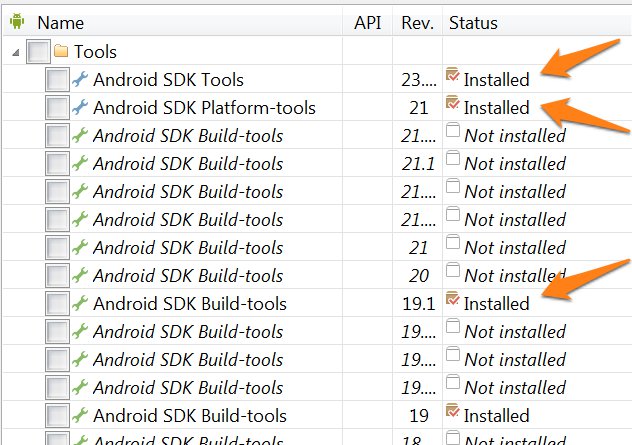 Name API Rev. Status
Tools
Android SDK Tools 23.... Installed
Android SDK Platform-tools 21 Installed
Android SDK Build-tools 21.... Not installed
Android SDK Build-tools 21.1 Not installed
Android SDK Build-tools 21.... Not installed
Android SDK Build-tools 21.... Not installed
Android SDK Build-tools 21 Not installed
Android SDK Build-tools 20 Not installed
Android SDK Build-tools 19.1 Installed
Android SDK Build-tools 19.... Not installed
Android SDK Build-tools 19.... Not installed
Android SDK Build-tools 19.... Not installed
Android SDK Build-tools 19 Installed
Android SDK Build-tools 18.... Not installed